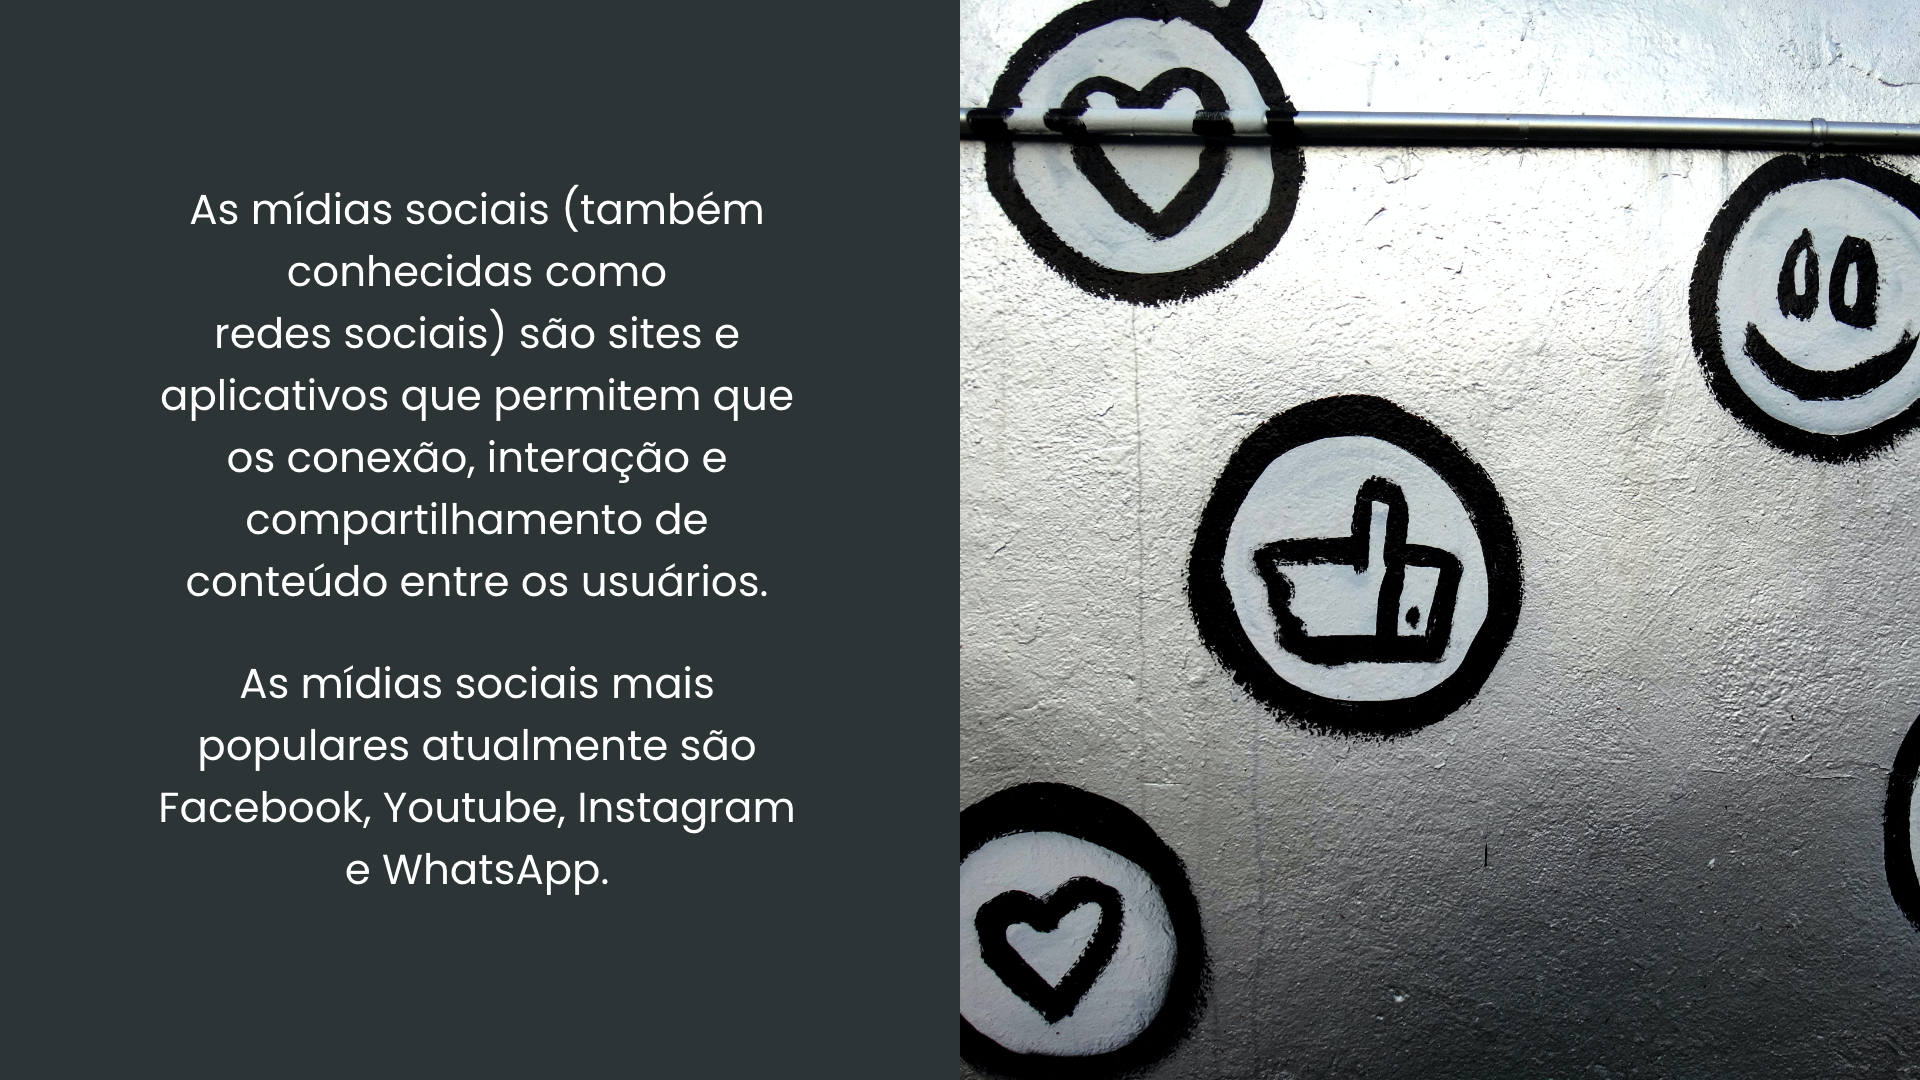 As mídias sociais (também
conhecidas como
redes sociais) são sites e
aplicativos que permitem que
os conexão, interação e
compartilhamento de
conteúdo entre os usuários.
As mídias sociais mais
populares atualmente são
Facebook, Youtube, Instagram
e WhatsApp.